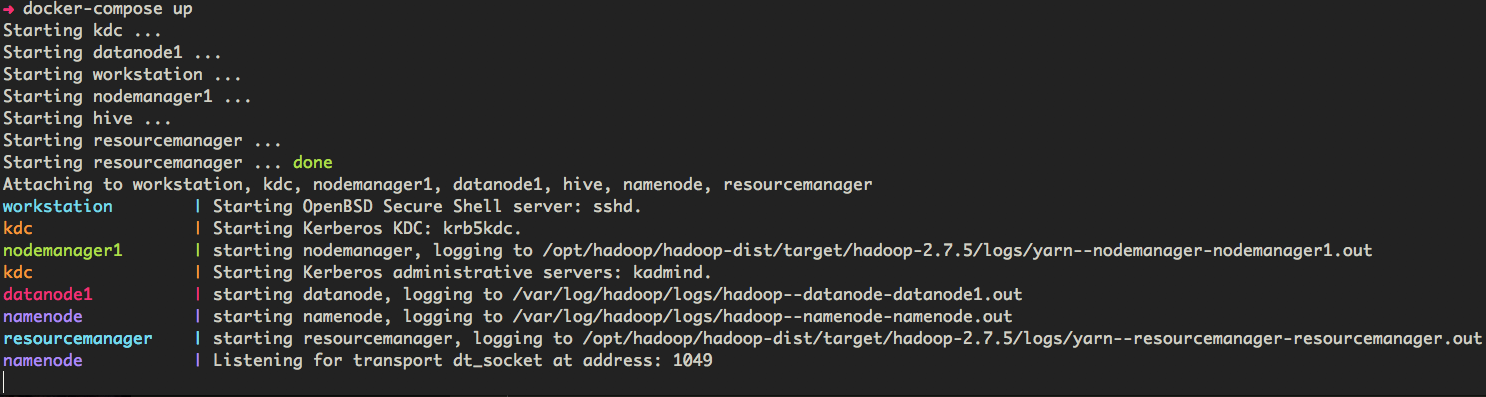 ➜ docker-compose up
Starting kdc ...
Starting datanode1 ...
Starting workstation ...
Starting nodemanager1 ...
Starting hive ...
Starting resourcemanager ...
Starting resourcemanager ... done
Attaching to workstation, kdc, nodemanager1, datanode1, hive, namenode, resourcemanager
workstation | Starting OpenBSD Secure Shell server: sshd.
kdc | Starting Kerberos KDC: krb5kdc.
nodemanager1 | starting nodemanager, logging to /opt/hadoop/hadoop-dist/target/hadoop-2.7.5/logs/yarn--nodemanager-nodemanager1.out
kdc | Starting Kerberos administrative servers: kadmind.
datanode1 | starting datanode, logging to /var/log/hadoop/logs/hadoop--datanode-datanode1.out
namenode | starting namenode, logging to /var/log/hadoop/logs/hadoop--namenode-namenode.out
resourcemanager | starting resourcemanager, logging to /opt/hadoop/hadoop-dist/target/hadoop-2.7.5/logs/yarn--resourcemanager-resourcemanager.out
namenode | Listening for transport dt_socket at address: 1049